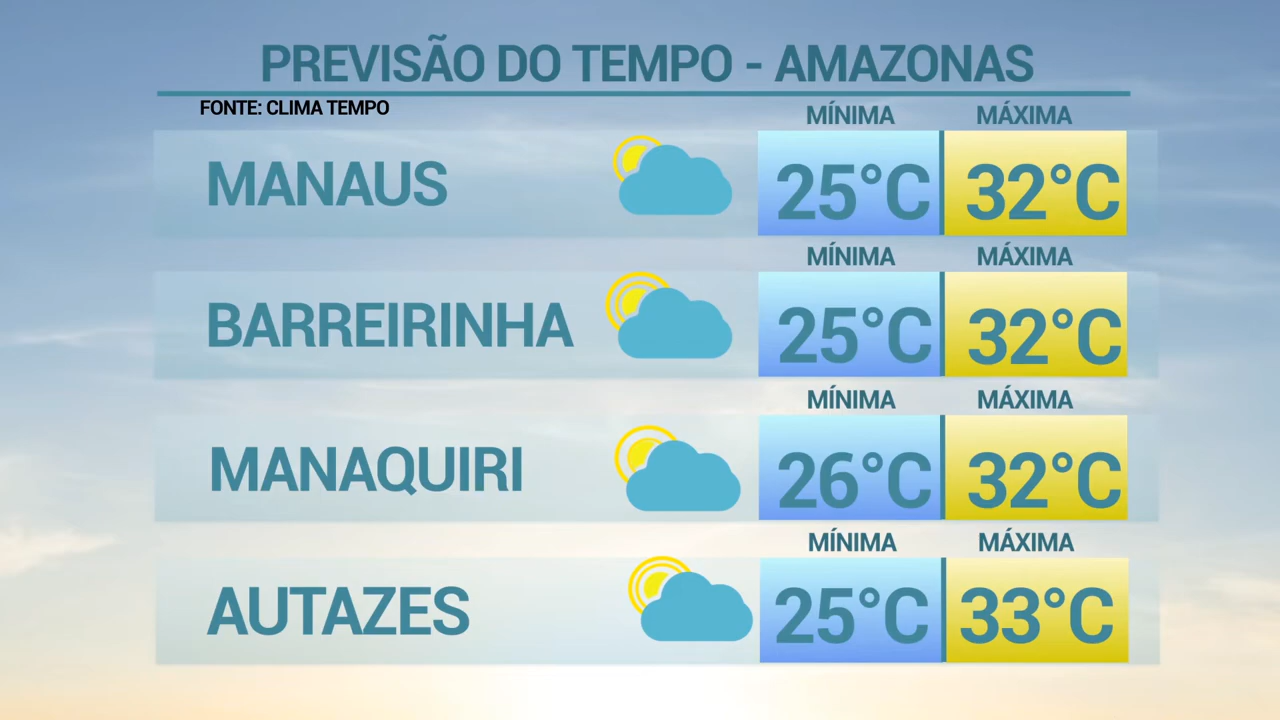 PREVISÃO DO TEMPO - AMAZONAS
FONTE: CLIMA TEMPO
MÍNIMA MÁXIMA
MANAUS 25°C 32°C
MÍNIMA MÁXIMA
BARREIRINHA 25°C 32°C
MÍNIMA MÁXIMA
MANAQUIRI 26°C 32°C
MÍNIMA MÁXIMA
AUTAZES 25°C 33°C